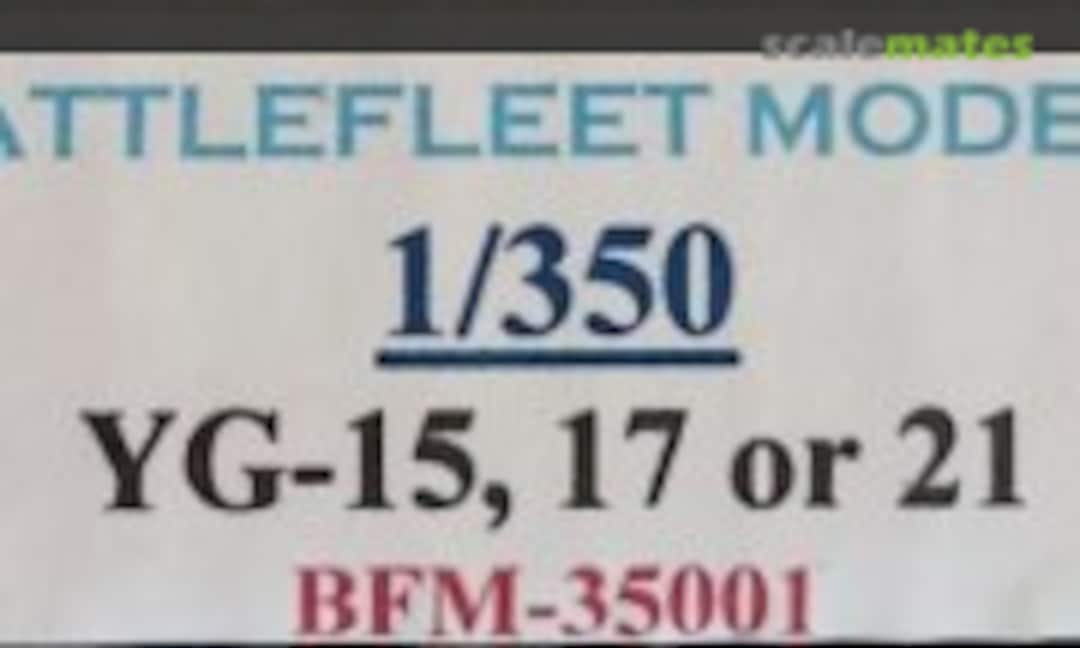 scalemates
ATTLEFLEET MODE
1/350
YG-15, 17 or 21
BFM-35001